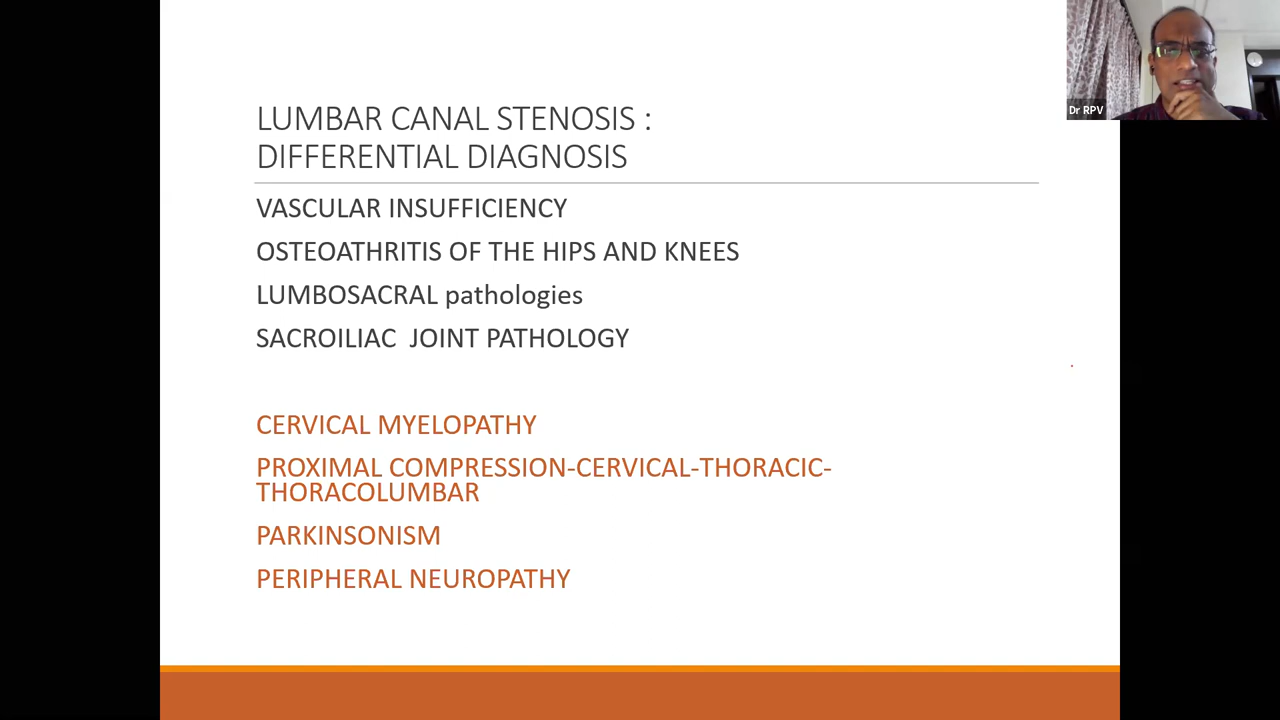 LUMBAR CANAL STENOSIS :
DIFFERENTIAL DIAGNOSIS
VASCULAR INSUFFICIENCY
OSTEOATHRITIS OF THE HIPS AND KNEES
LUMBOSACRAL pathologies
SACROILIAC  JOINT PATHOLOGY
CERVICAL MYELOPATHY
PROXIMAL COMPRESSION-CERVICAL-THORACIC-
THORACOLUMBAR
PARKINSONISM
PERIPHERAL NEUROPATHY
Dr RPV